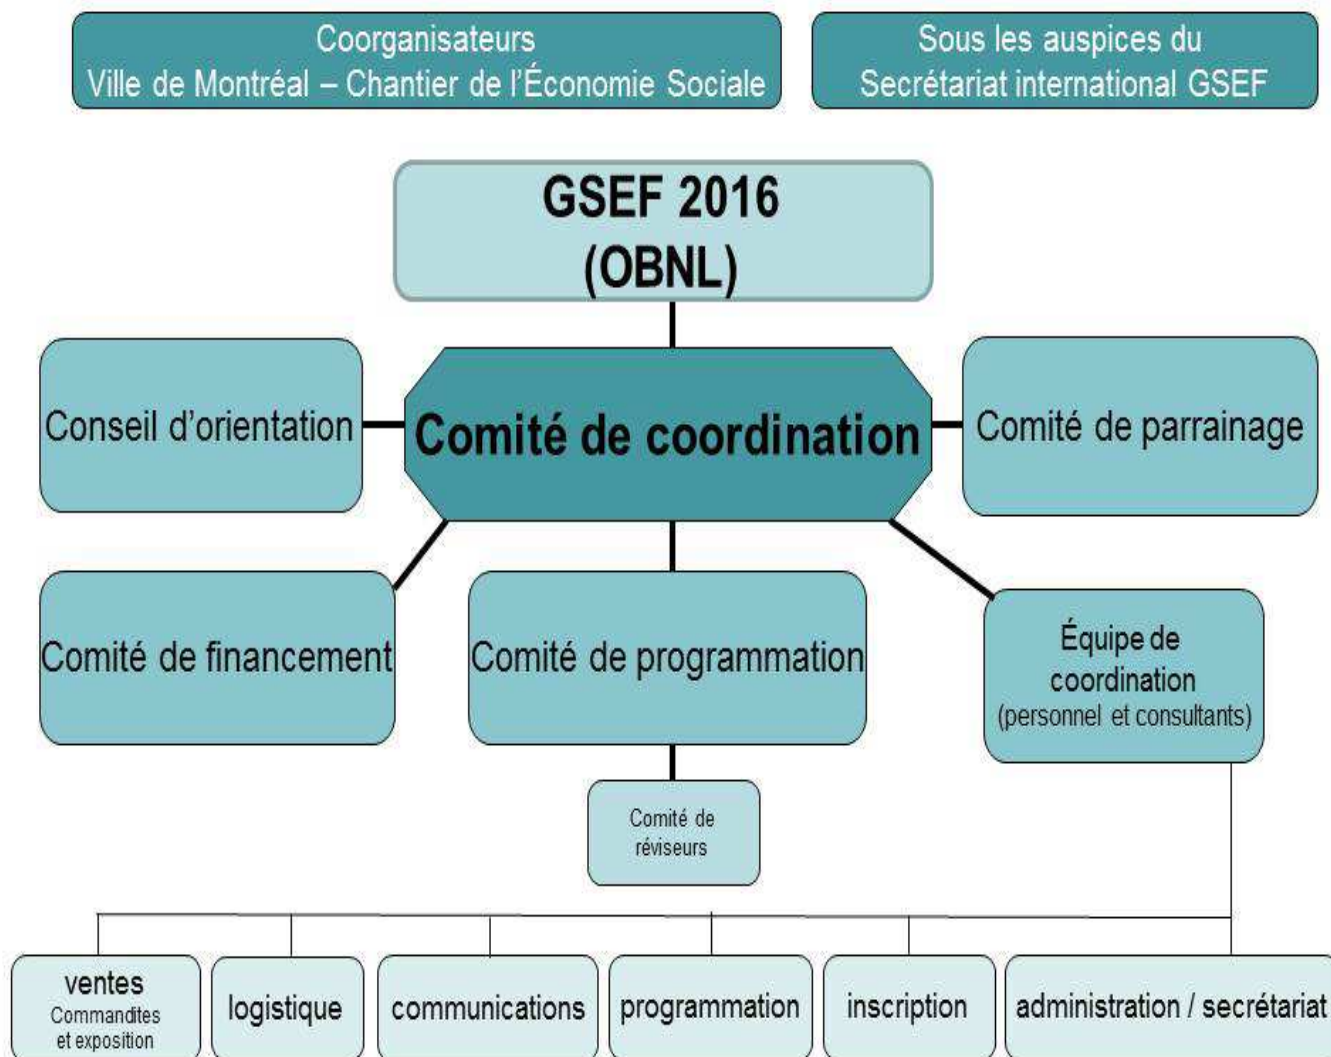 Coorganisateurs
Ville de Montréal – Chantier de l'Économie Sociale
Sous les auspices du
Secrétariat international GSEF
GSEF 2016
(OBNL)
Conseil d'orientation
Comité de coordination
Comité de parrainage
Comité de financement
Comité de programmation
Équipe de
coordination
(personnel et consultants)
Comité de
réviseurs
ventes
Commandites
et exposition
logistique
communications
programmation
inscription
administration / secrétariat